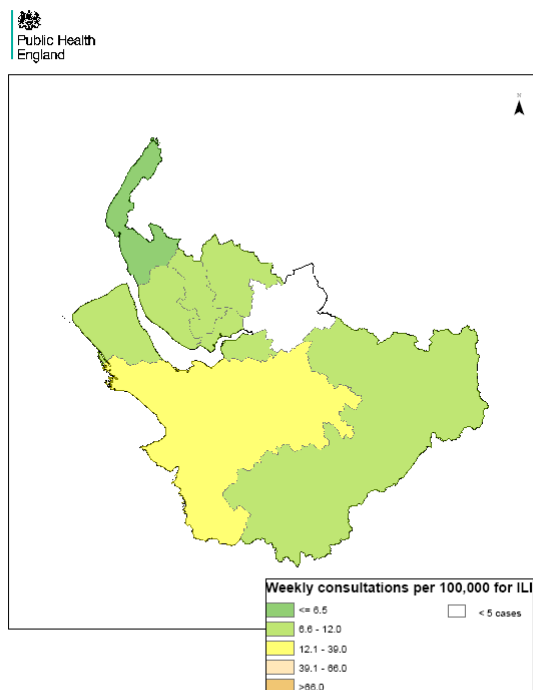 Public Health
England
N
Weekly consultations per 100,000 for ILI
<= 6.5
< 5 cases
6.6 - 12.0
12.1 - 39.0
39.1 - 66.0
>66.0